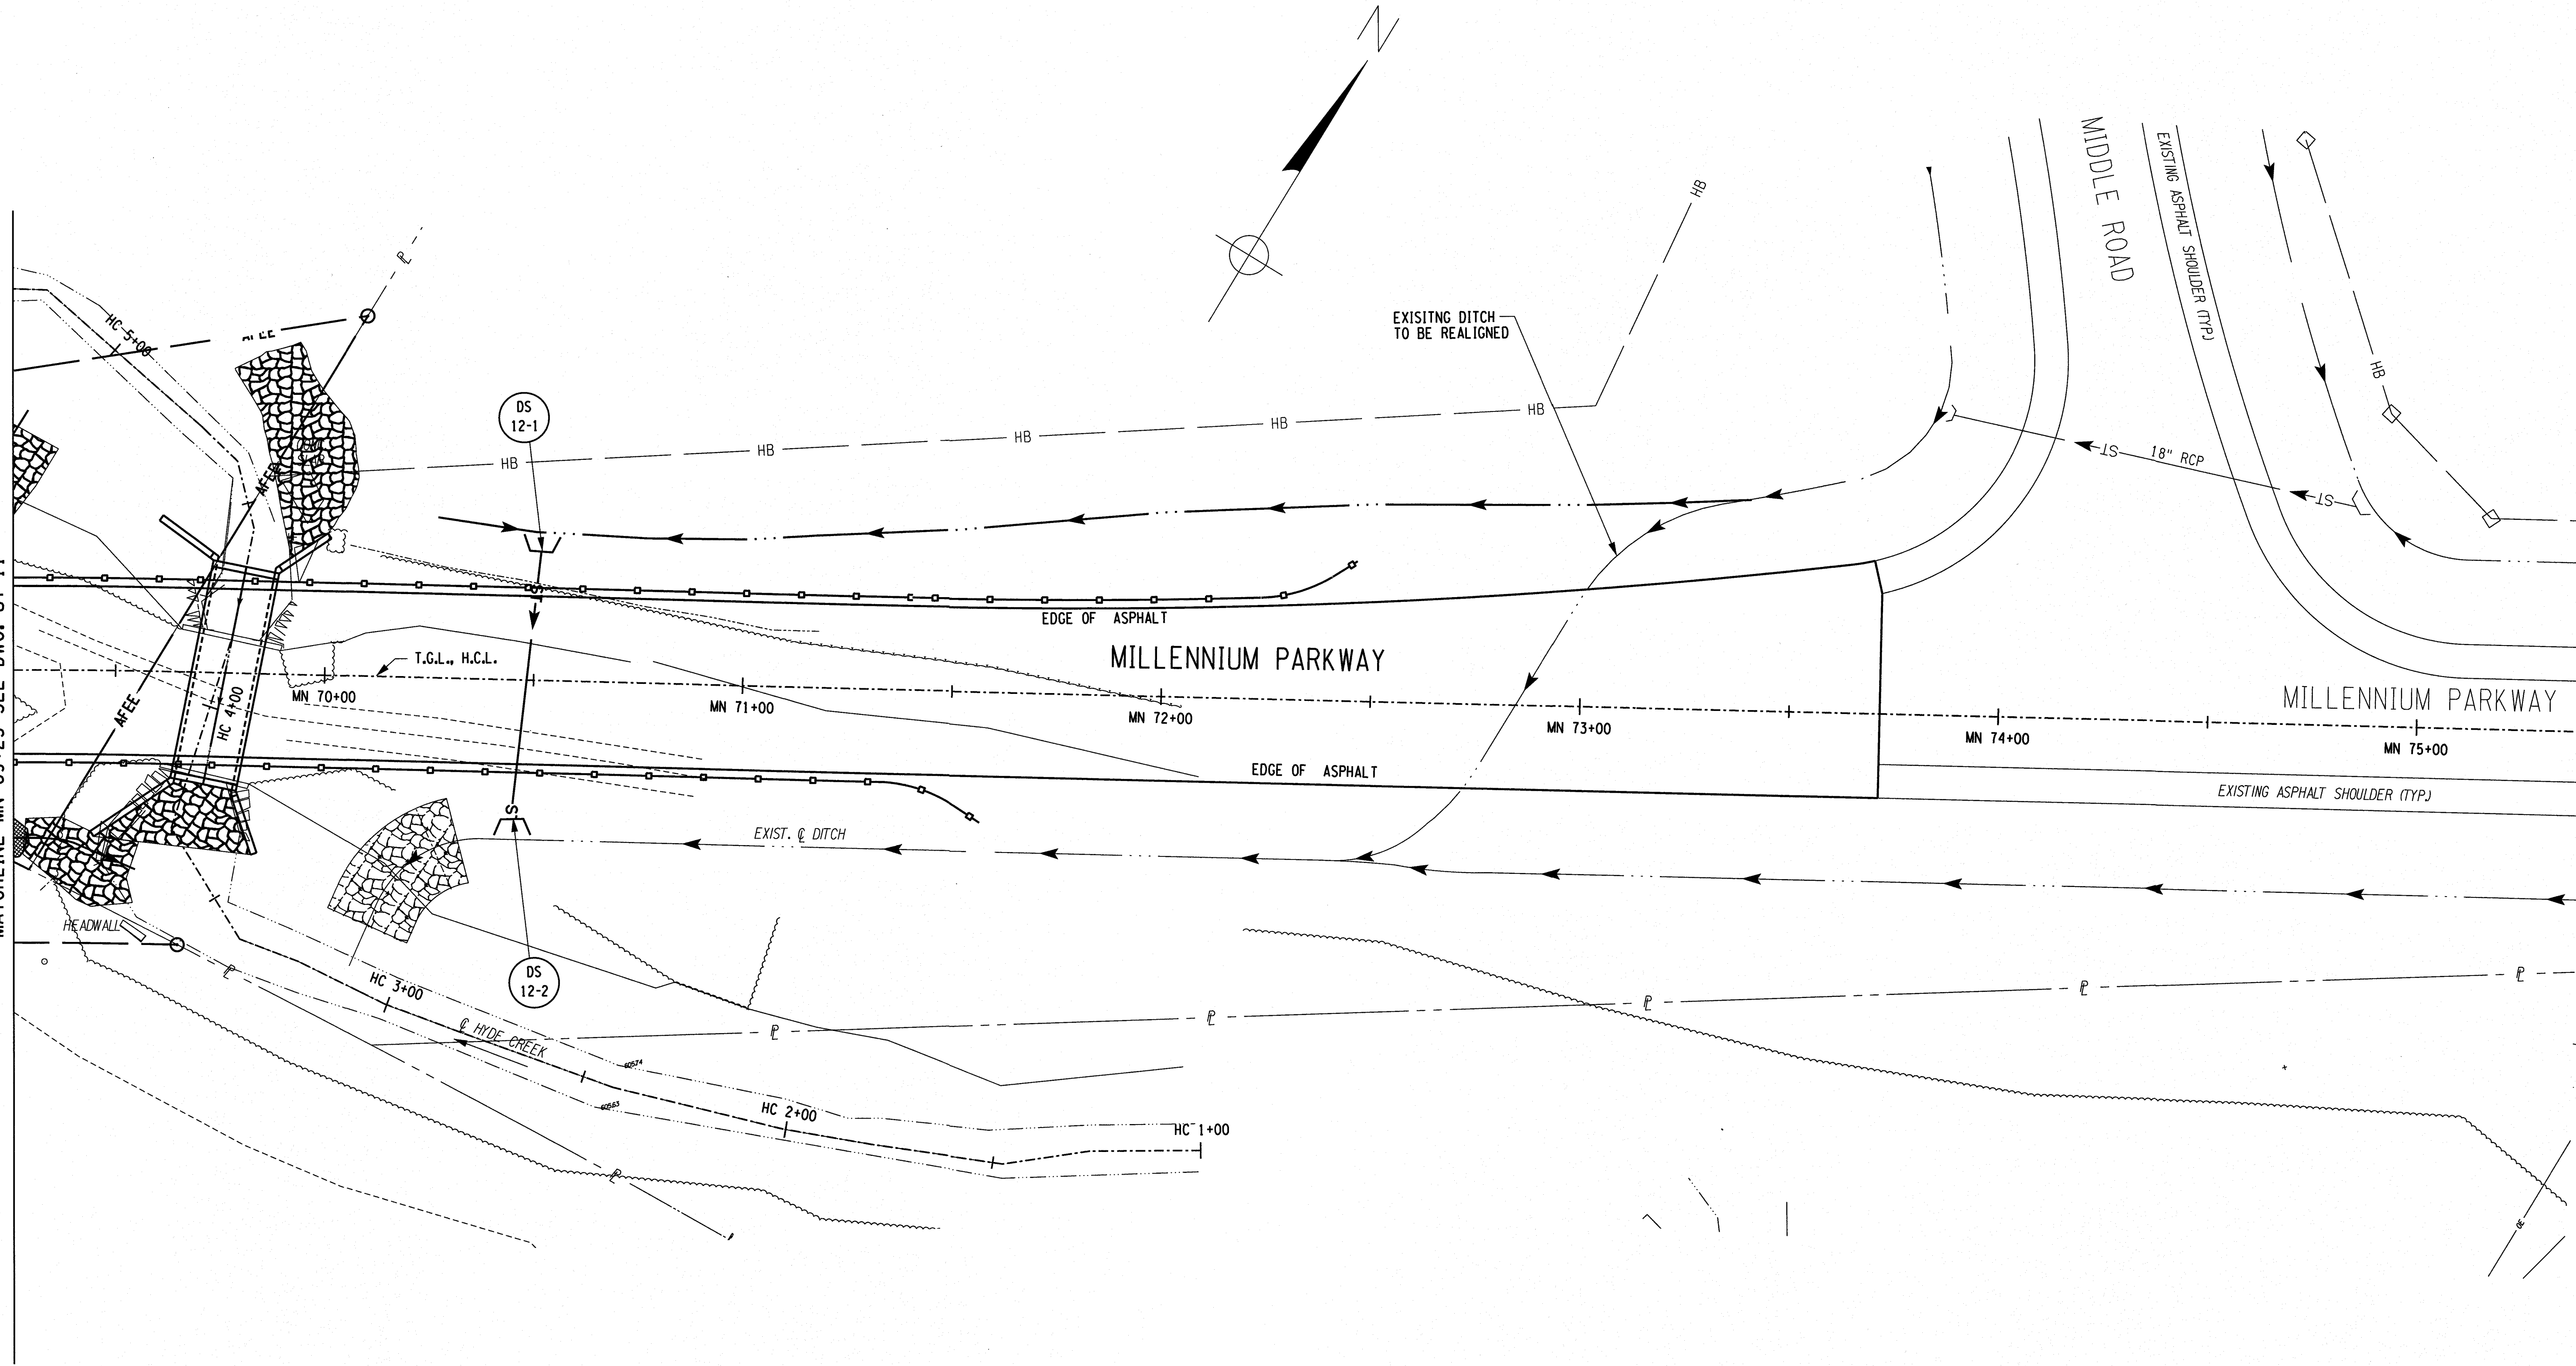 N
MIDDLE ROAD
EXISTING ASPHALT SHOULDER (TYP.)
HB
HB
℄ HYDE CREEK
EXISITNG DITCH
TO BE REALIGNED
HC 5+00
AFEE
DS
12-1
HB
HB
HB
HB
HB
ST
18" RCP
ST
AFEE
EDGE OF ASPHALT
MILLENNIUM PARKWAY
T.G.L., H.C.L.
AFEE
HC 4+00
MN 70+00
MN 71+00
MN 72+00
MN 73+00
MN 74+00
MN 75+00
MILLENNIUM PARKWAY
EDGE OF ASPHALT
EXISTING ASPHALT SHOULDER (TYP.)
EXIST. ℄ DITCH
HEADWALL
DS
12-2
HC 3+00
60574
60563
HC 2+00
HC 1+00
OE